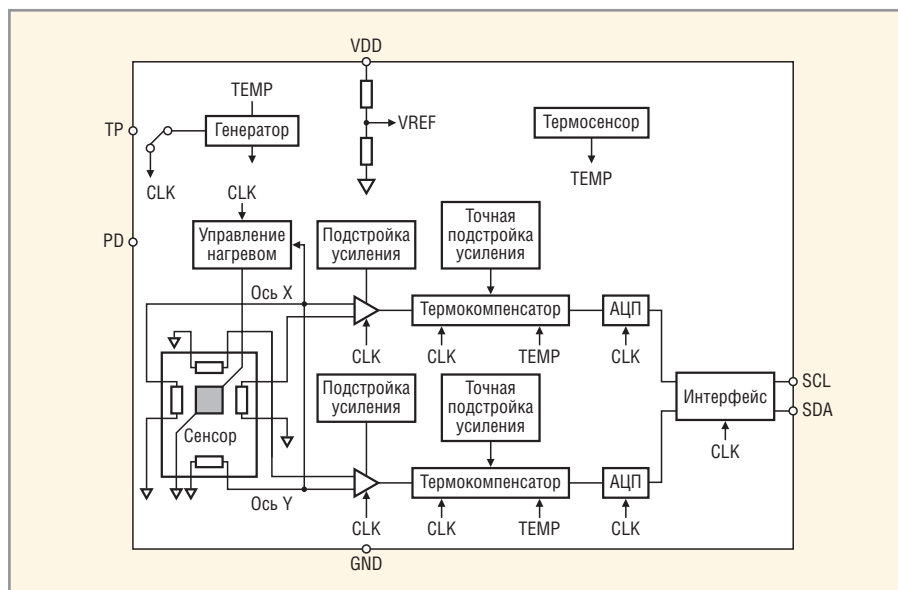 VDD
TEMP
TP
Генератор
VREF
Термосенсор
CLK
TEMP
CLK
PD
Управление
нагревом
Подстройка
усиления
Точная
подстройка
усиления
Ось X
Термокомпенсатор
АЦП
CLK
CLK
TEMP
CLK
Подстройка
усиления
Точная
подстройка
усиления
Интерфейс
SCL
SDA
Сенсор
CLK
Термокомпенсатор
АЦП
Ось Y
CLK
CLK
TEMP
CLK
GND